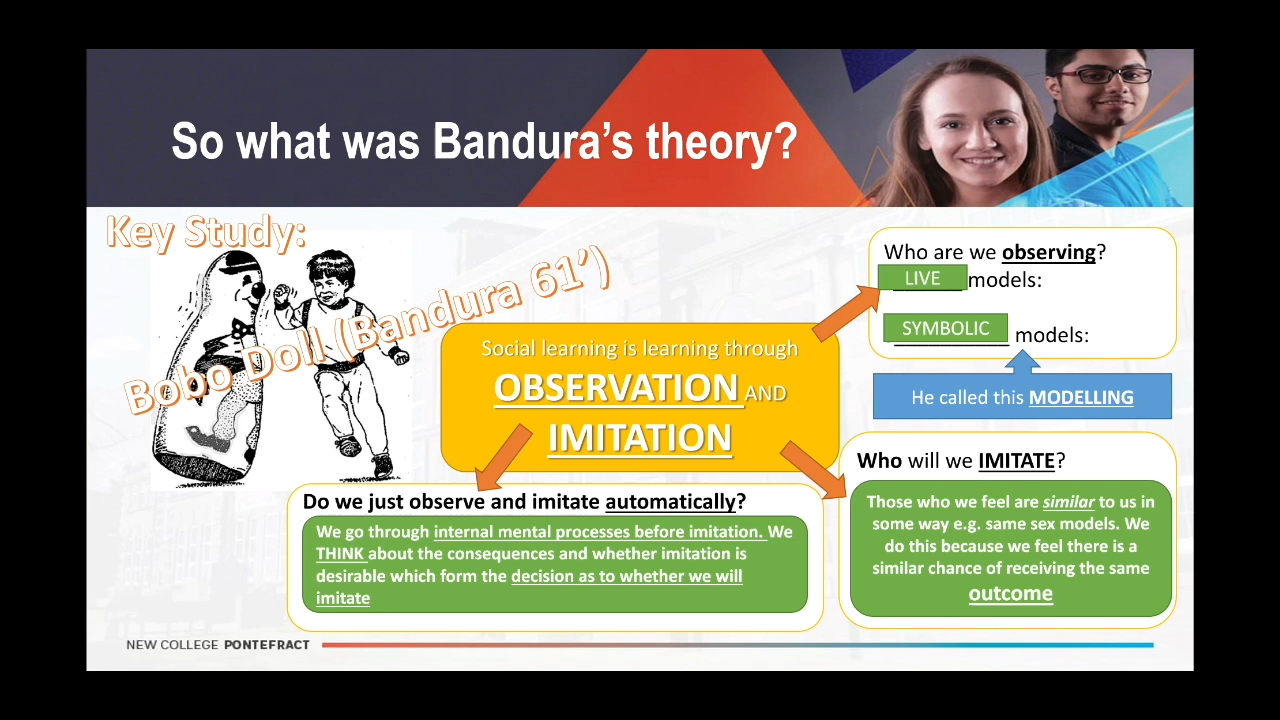 So what was Bandura's theory?
Key Study:
Bobo Doll (Bandura 61')
Social learning is learning through
OBSERVATION AND
IMITATION
Who are we observing?
LIVE models:
SYMBOLIC models:
He called this MODELLING
Do we just observe and imitate automatically?
We go through internal mental processes before imitation. We
THINK about the consequences and whether imitation is
desirable which form the decision as to whether we will
imitate
Who will we IMITATE?
Those who we feel are similar to us in
some way e.g. same sex models. We
do this because we feel there is a
similar chance of receiving the same
outcome
NEW COLLEGE PONTEFRACT